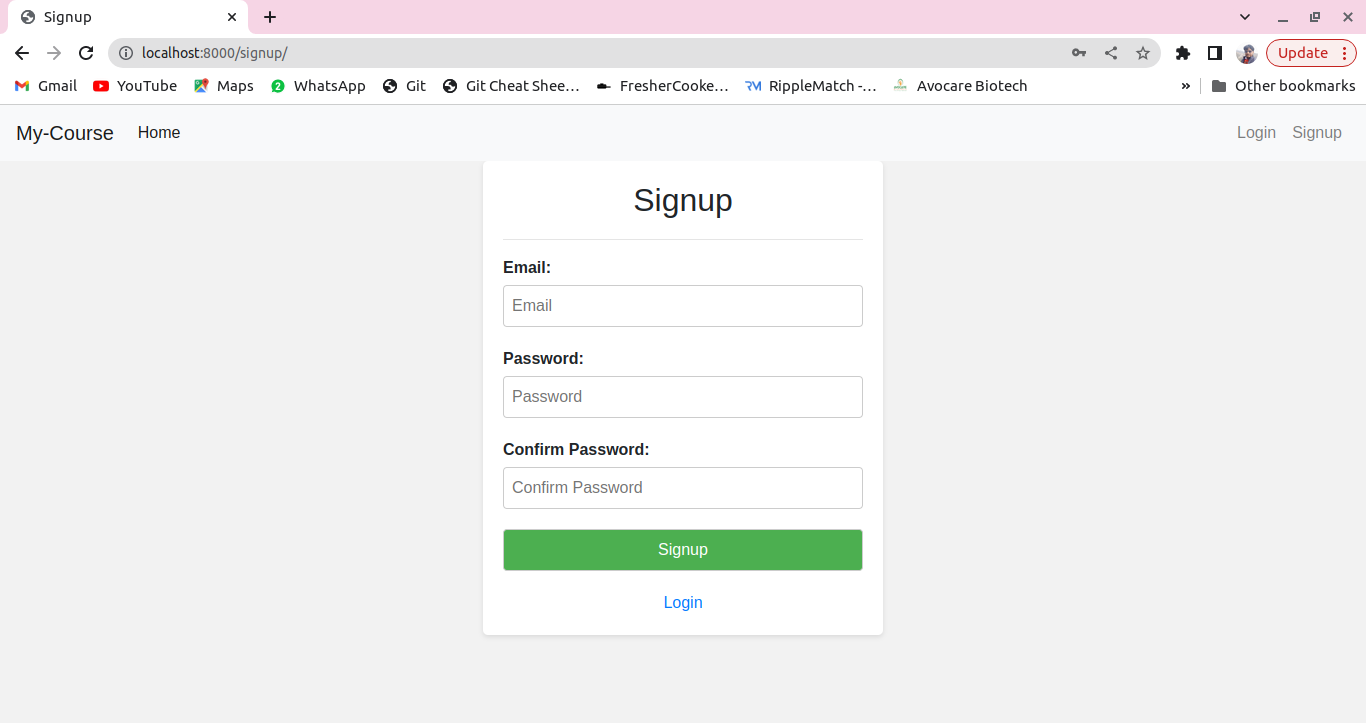 Signup
localhost:8000/signup/
Update
Gmail YouTube Maps WhatsApp Git Git Cheat Shee... FresherCooke... RippleMatch -... Avocare Biotech » Other bookmarks
My-Course Home Login Signup
Signup
Email:
Email
Password:
Password
Confirm Password:
Confirm Password
Signup
Login